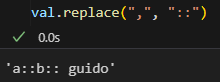 val.replace(",", "::")
0.0s
'a::b:: guido'